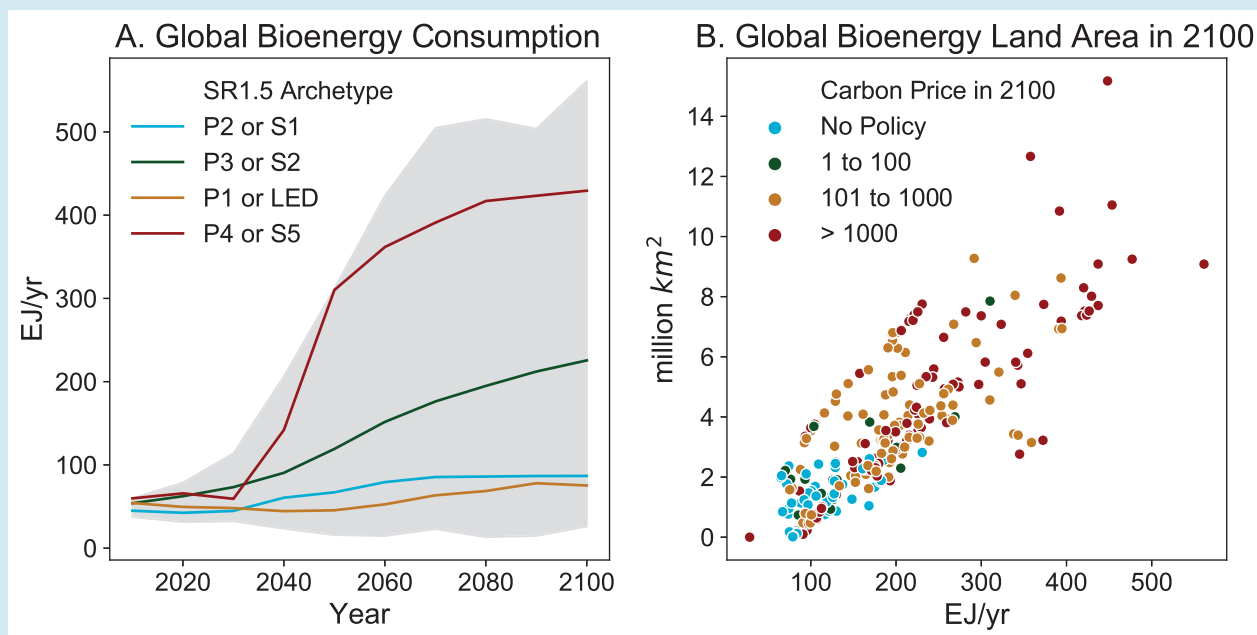 A. Global Bioenergy Consumption
SR1.5 Archetype
P2 or S1
P3 or S2
P1 or LED
P4 or S5
500
400
300
200
100
0
EJ/yr
2020 2040 2060 2080 2100
Year
B. Global Bioenergy Land Area in 2100
Carbon Price in 2100
No Policy
1 to 100
101 to 1000
> 1000
14
12
10
8
6
4
2
0
million km²
100 200 300 400 500
EJ/yr